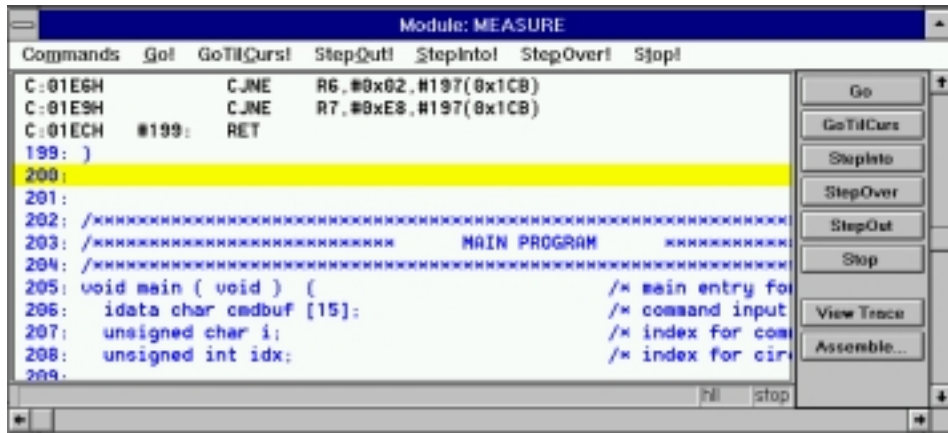 Module: MEASURE
Commands Go! GoTilCurs! StepOut! StepInto! StepOver! Stop!
C:01E6H CJNE R6,#0x02,#197(0x1CB)
C:01E9H CJNE R7,#0xE8,#197(0x1CB)
C:01ECH #199: RET
199: }
200:
201:
202: /***************************************************************
203: /*************************** MAIN PROGRAM ***********
204: /***************************************************************
205: void main ( void ) { /* main entry fo
206: idata char cmdbuf [15]; /* command input
207: unsigned char i; /* index for com
208: unsigned int idx; /* index for cir
209:
hll stop
Go
GoTilCurs
StepInto
StepOver
StepOut
Stop
View Trace
Assemble...